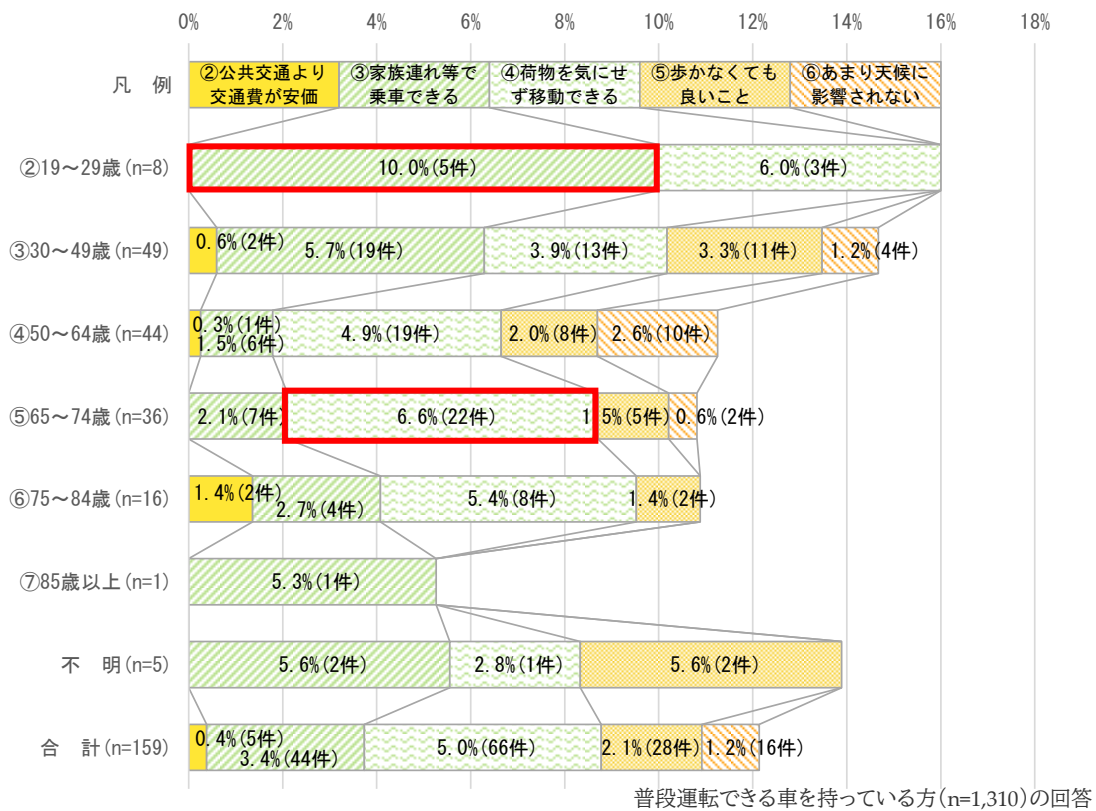 0% 2% 4% 6% 8% 10% 12% 14% 16% 18%
凡 例
②公共交通より
交通費が安価
③家族連れ等で
乗車できる
④荷物を気にせ
ず移動できる
⑤歩かなくても
良いこと
⑥あまり天候に
影響されない
②19～29歳(n=8)
10.0%(5件) 6.0%(3件)
③30～49歳(n=49)
0.6%(2件) 5.7%(19件) 3.9%(13件) 3.3%(11件) 1.2%(4件)
④50～64歳(n=44)
0.3%(1件) 1.5%(6件) 4.9%(19件) 2.0%(8件) 2.6%(10件)
⑤65～74歳(n=36)
2.1%(7件) 6.6%(22件) 1.5%(5件) 0.6%(2件)
⑥75～84歳(n=16)
1.4%(2件) 2.7%(4件) 5.4%(8件) 1.4%(2件)
⑦85歳以上(n=1)
5.3%(1件)
不 明(n=5)
5.6%(2件) 2.8%(1件) 5.6%(2件)
合 計(n=159)
0.4%(5件) 3.4%(44件) 5.0%(66件) 2.1%(28件) 1.2%(16件)
普段運転できる車を持っている方(n=1,310)の回答